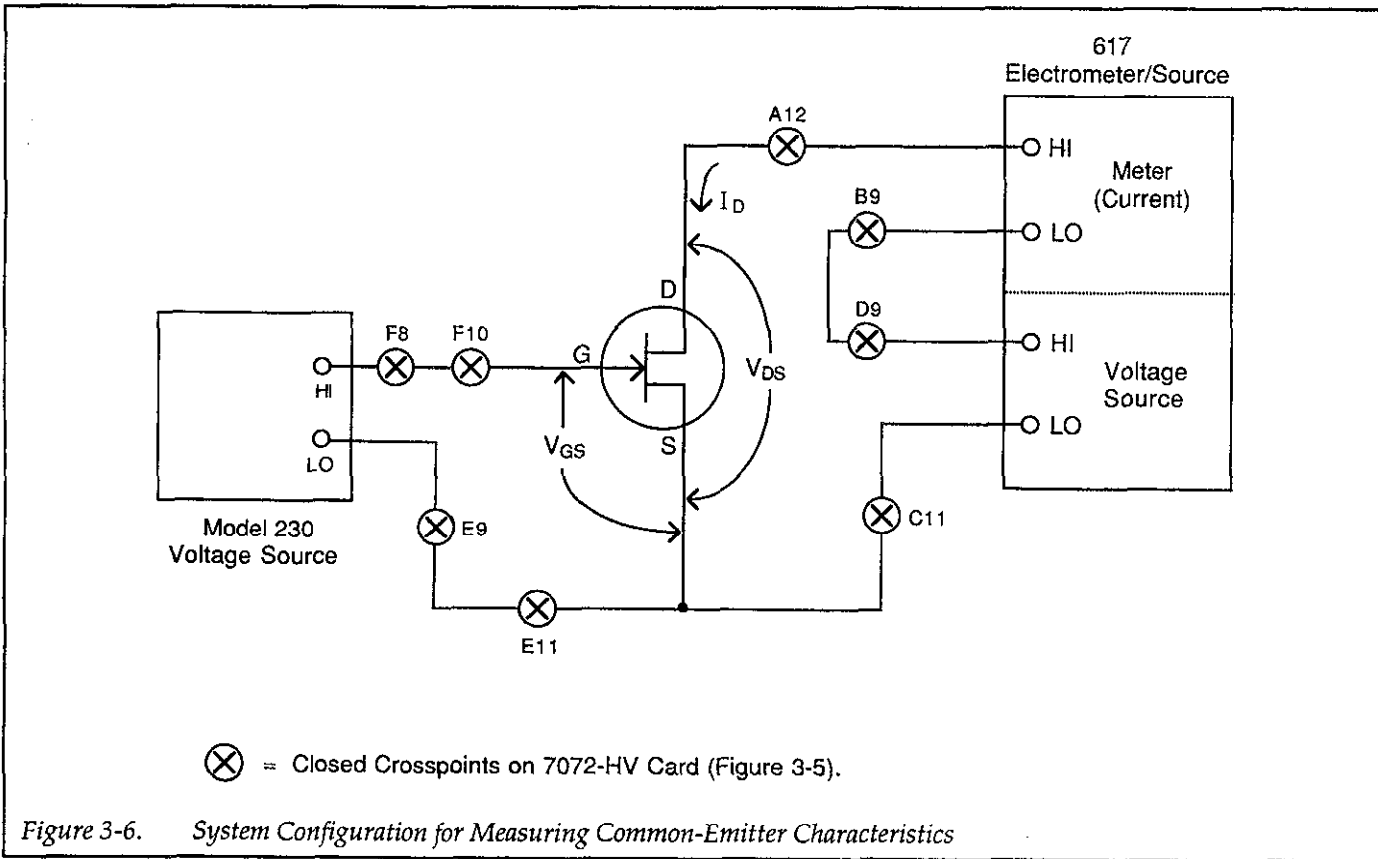 617
Electrometer/Source
A12
HI
Meter
(Current)
I_D
B9
LO
D
D9
F8
F10
G
HI
V_DS
HI
Voltage
Source
LO
V_GS
S
LO
E9
C11
Model 230
Voltage Source
E11
= Closed Crosspoints on 7072-HV Card (Figure 3-5).
Figure 3-6. System Configuration for Measuring Common-Emitter Characteristics